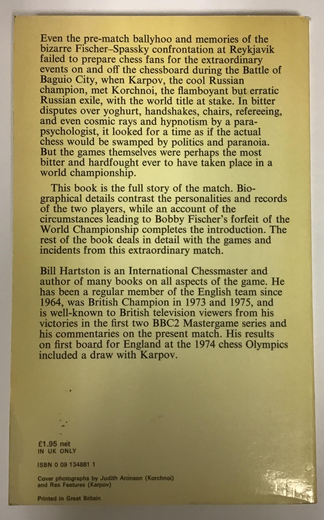 Even the pre-match ballyhoo and memories of the
bizarre Fischer–Spassky confrontation at Reykjavik
failed to prepare chess fans for the extraordinary
events on and off the chessboard during the Battle of
Baguio City, when Karpov, the cool Russian
champion, met Korchnoi, the flamboyant but erratic
Russian exile, with the world title at stake. In bitter
disputes over yoghurt, handshakes, chairs, refereeing,
and even cosmic rays and hypnotism by a para-
psychologist, it looked for a time as if the actual
chess would be swamped by politics and paranoia.
But the games themselves were perhaps the most
bitter and hardfought ever to have taken place in a
world championship.
This book is the full story of the match. Bio-
graphical details contrast the personalities and records
of the two players, while an account of the
circumstances leading to Bobby Fischer's forfeit of the
World Championship completes the introduction. The
rest of the book deals in detail with the games and
incidents from this extraordinary match.
Bill Hartston is an International Chessmaster and
author of many books on all aspects of the game. He
has been a regular member of the English team since
1964, was British Champion in 1973 and 1975, and
is well-known to British television viewers from his
victories in the first two BBC2 Mastergame series and
his commentaries on the present match. His results
on first board for England at the 1974 chess Olympics
included a draw with Karpov.
£1.95 net
IN UK ONLY
ISBN 0 09 134881 1
Cover photographs by Judith Aronson (Korchnoi)
and Rex Features (Karpov)
Printed in Great Britain